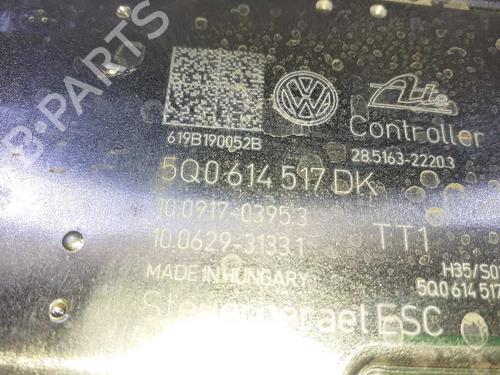 B-PARTS
Ate
Controller
619B190052B
28.5163-2220.3
5Q0 614 517 DK
10.0917-0395.3
10.0629-3133.1
TT1
MADE IN HUNGARY
H35/S0
5Q0 614 517
ESC